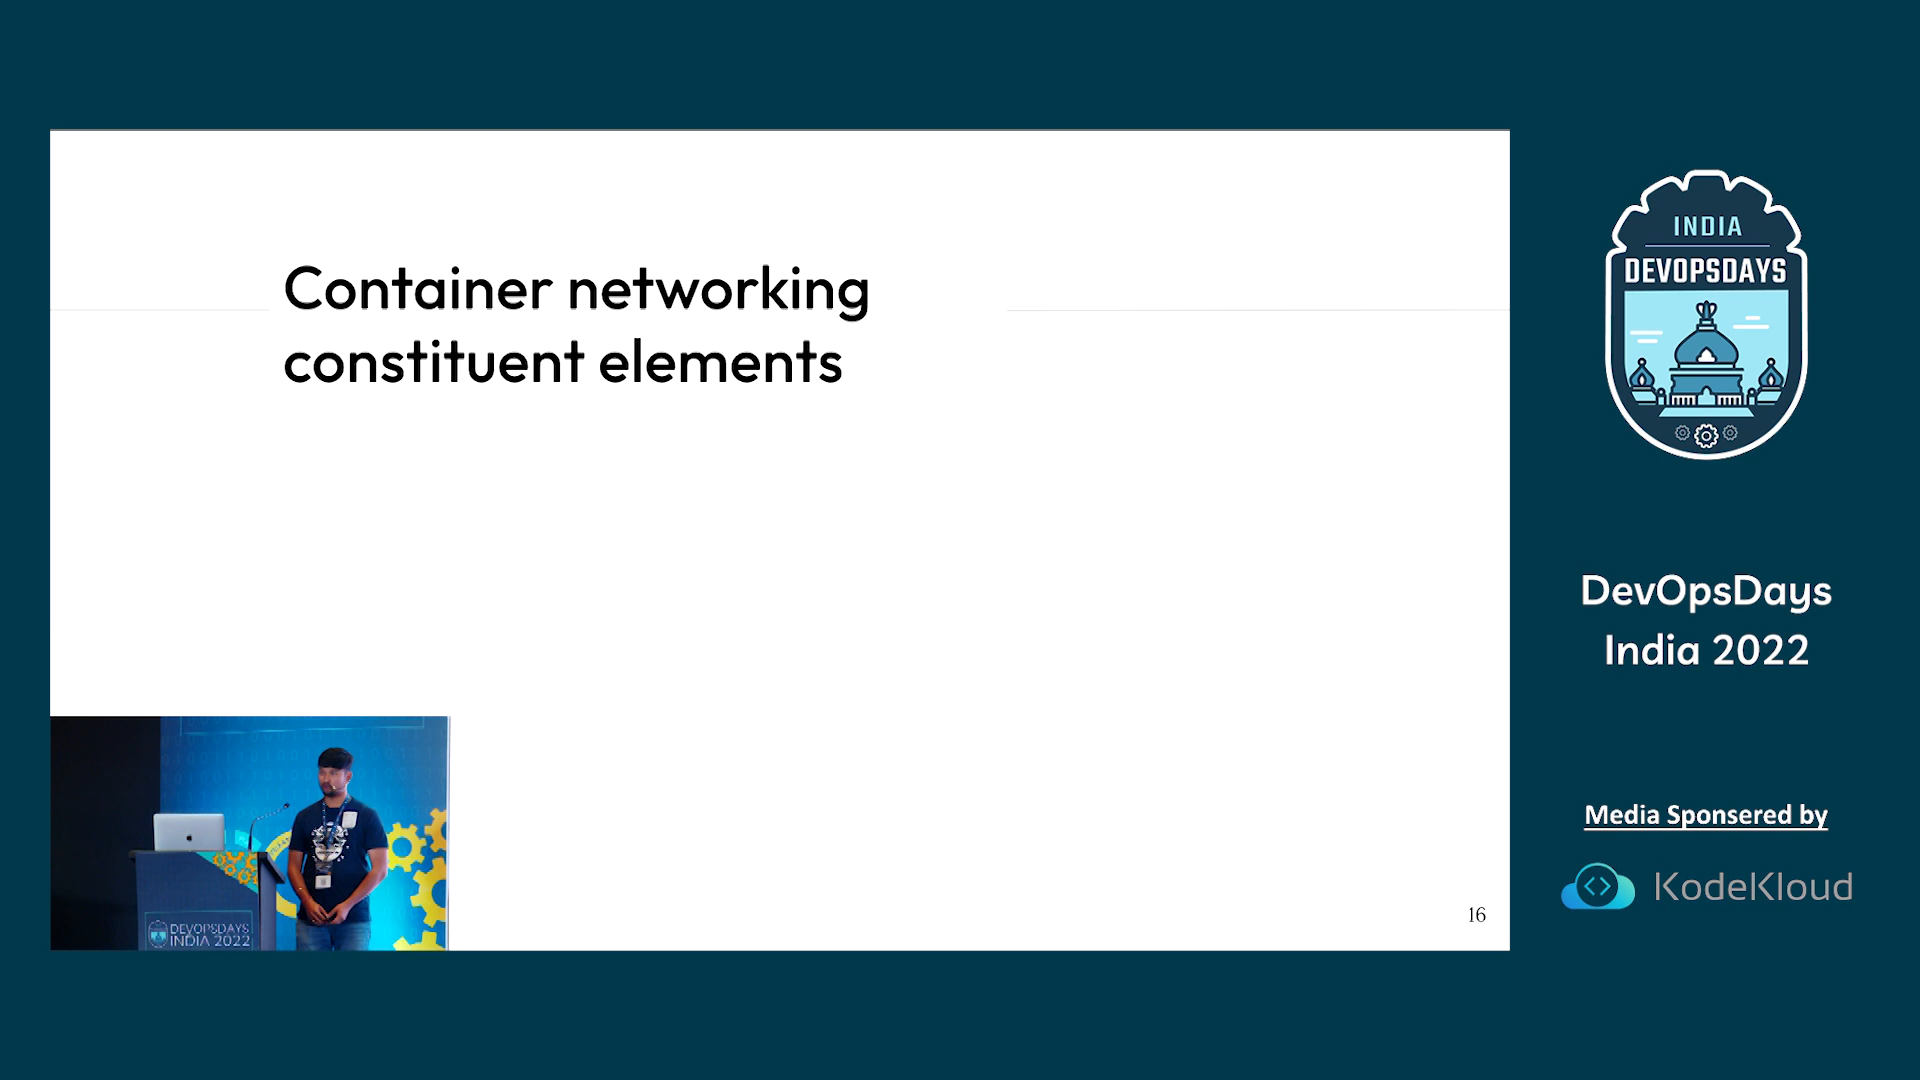 Container networking
constituent elements
16
DEVOPSDAYS
INDIA 2022
INDIA
DEVOPSDAYS
DevOpsDays
India 2022
Media Sponsered by
KodeKloud